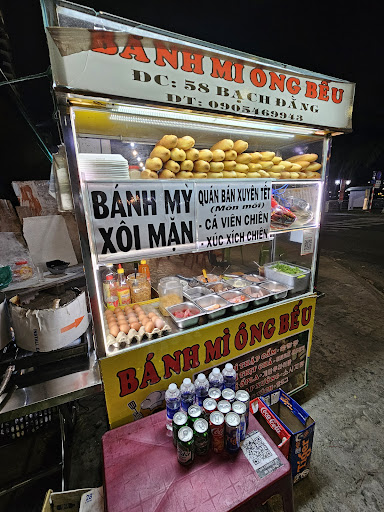 BÁNH MÌ ÔNG BẾU
ĐC: 58 BẠCH ĐẰNG
ĐT: 0905469943
BÁNH MỲ
XÔI MẶN
QUÁN BÁN XUYÊN TẾT
(Món mới)
- CÁ VIÊN CHIÊN
- XÚC XÍCH CHIÊN
BÁNH MÌ ÔNG BẾU